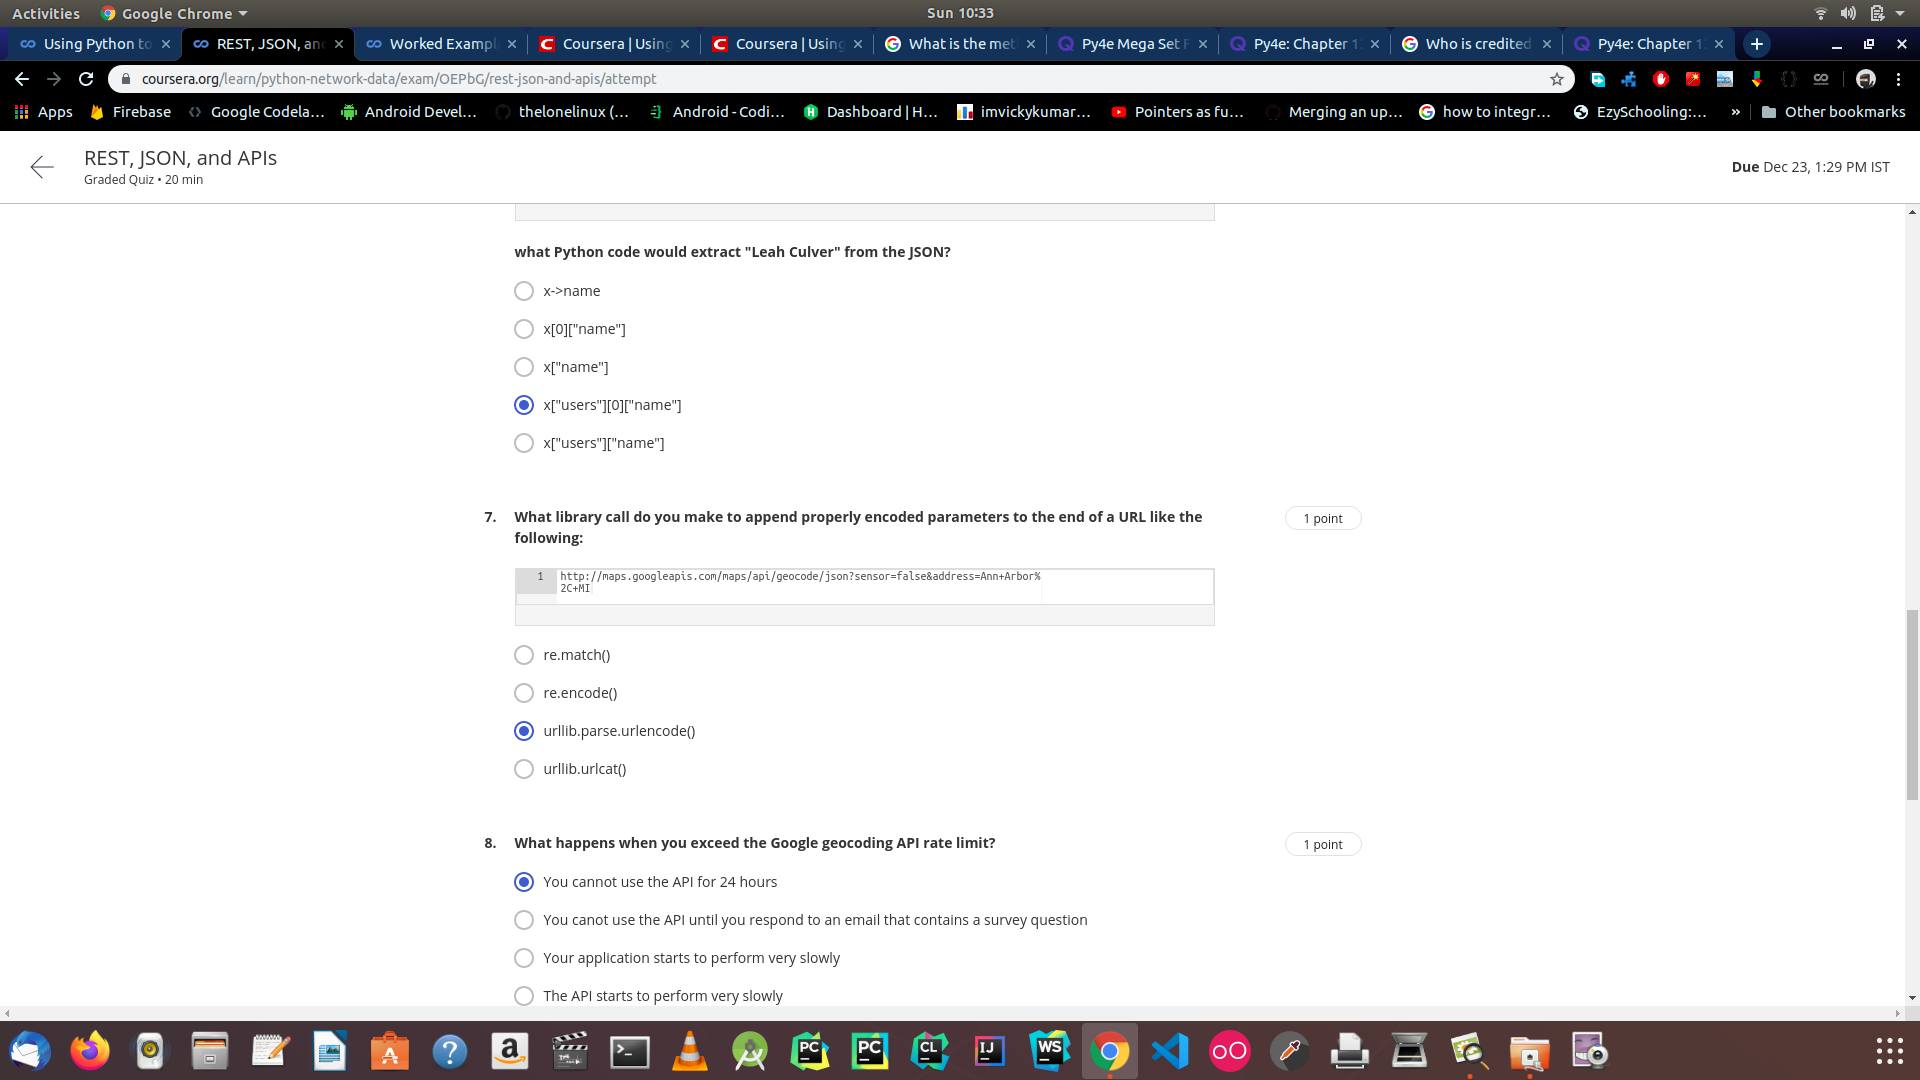 Activities Google Chrome Sun 10:33
Using Python to REST, JSON, an Worked Exampl Coursera | Using Coursera | Using What is the met Py4e Mega Set F Py4e: Chapter 1 Who is credited Py4e: Chapter 1
coursera.org/learn/python-network-data/exam/OEPbG/rest-json-and-apis/attempt
Apps Firebase Google Codela... Android Devel... thelonelinux (... Android - Codi... Dashboard | H... imvickykumar... Pointers as fu... Merging an up... how to integr... EzySchooling:... » Other bookmarks
REST, JSON, and APIs
Graded Quiz • 20 min
Due Dec 23, 1:29 PM IST
what Python code would extract "Leah Culver" from the JSON?
x->name
x[0]["name"]
x["name"]
x["users"][0]["name"]
x["users"]["name"]
7. What library call do you make to append properly encoded parameters to the end of a URL like the
following:
1 point
1 http://maps.googleapis.com/maps/api/geocode/json?sensor=false&address=Ann+Arbor%
2C+MI
re.match()
re.encode()
urllib.parse.urlencode()
urllib.urlcat()
8. What happens when you exceed the Google geocoding API rate limit?
1 point
You cannot use the API for 24 hours
You canot use the API until you respond to an email that contains a survey question
Your application starts to perform very slowly
The API starts to perform very slowly
PC PC CL IJ WS